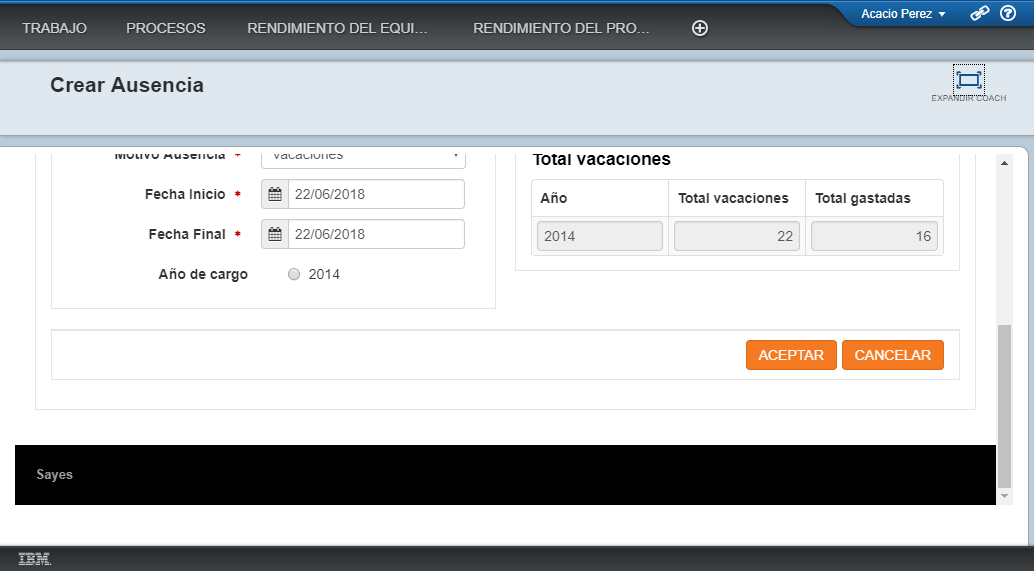 Acacio Perez
TRABAJO PROCESOS RENDIMIENTO DEL EQUI... RENDIMIENTO DEL PRO...
Crear Ausencia
EXPANDIR COACH
Motivo Ausencia * Vacaciones
Fecha Inicio * 22/06/2018
Fecha Final * 22/06/2018
Año de cargo 2014
Total vacaciones
Año Total vacaciones Total gastadas
2014 22 16
ACEPTAR CANCELAR
Sayes
IBM